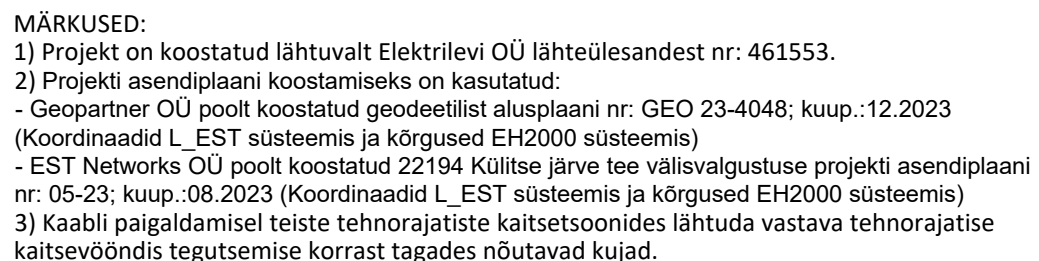 MÄRKUSED:
1) Projekt on koostatud lähtuvalt Elektrilevi OÜ lähteülesandest nr: 461553.
2) Projekti asendiplaani koostamiseks on kasutatud:
- Geopartner OÜ poolt koostatud geodeetilist alusplaani nr: GEO 23-4048; kuup.:12.2023
(Koordinaadid L_EST süsteemis ja kõrgused EH2000 süsteemis)
- EST Networks OÜ poolt koostatud 22194 Külitse järve tee välisvalgustuse projekti asendiplaani
nr: 05-23; kuup.:08.2023 (Koordinaadid L_EST süsteemis ja kõrgused EH2000 süsteemis)
3) Kaabli paigaldamisel teiste tehnorajatiste kaitsetsoonides lähtuda vastava tehnorajatise
kaitsevööndis tegutsemise korrast tagades nõutavad kujad.